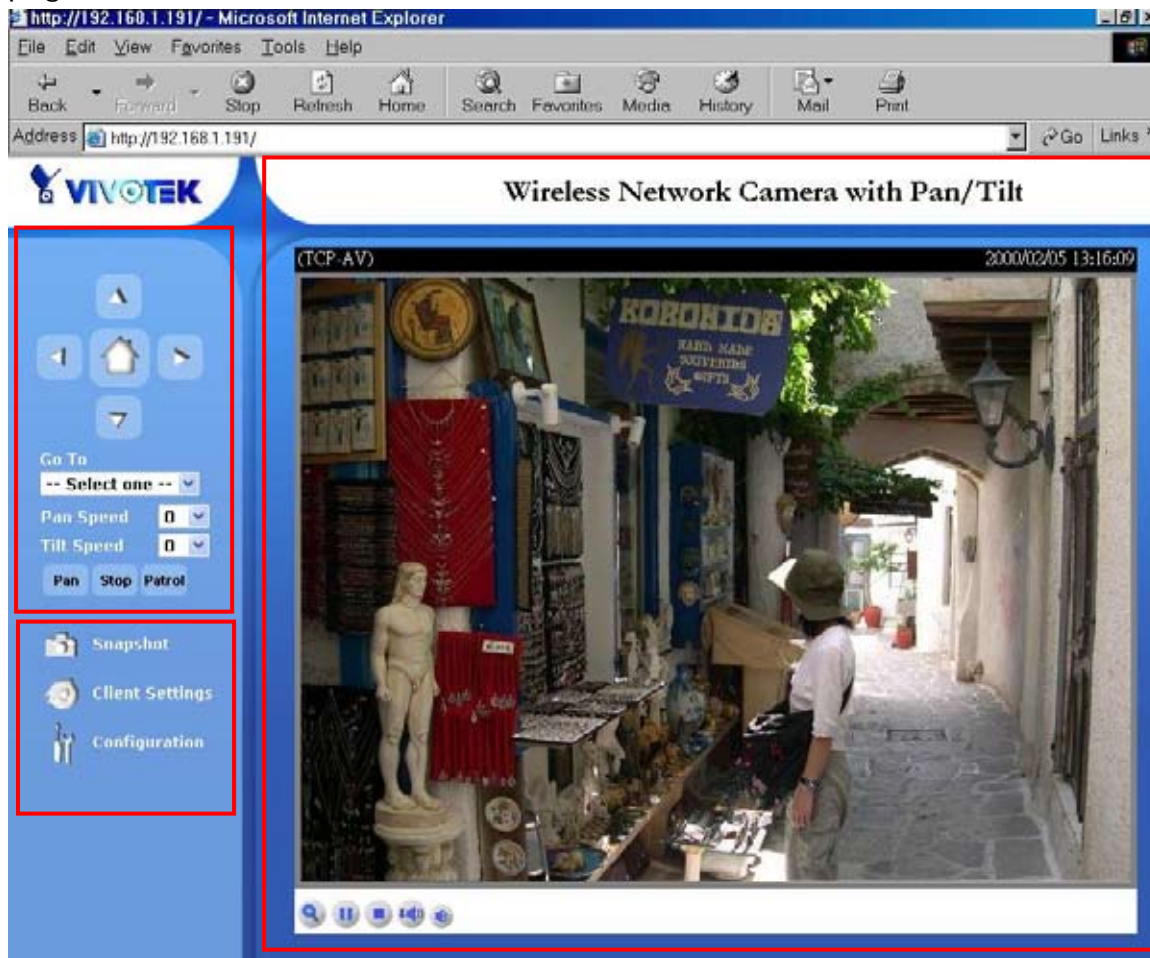 http://192.168.1.191/ - Microsoft Internet Explorer
File Edit View Favorites Tools Help
Back Forward Stop Refresh Home Search Favorites Media History Mail Print
Address http://192.168.1.191/ Go Links
VIVOTEK
Wireless Network Camera with Pan/Tilt
(TCP-AV) 2000/02/05 13:16:09
Go To
-- Select one --
Pan Speed 0
Tilt Speed 0
Pan Stop Patrol
Snapshot
Client Settings
Configuration
HAND MADE
SOUVENIRS
GIFTS